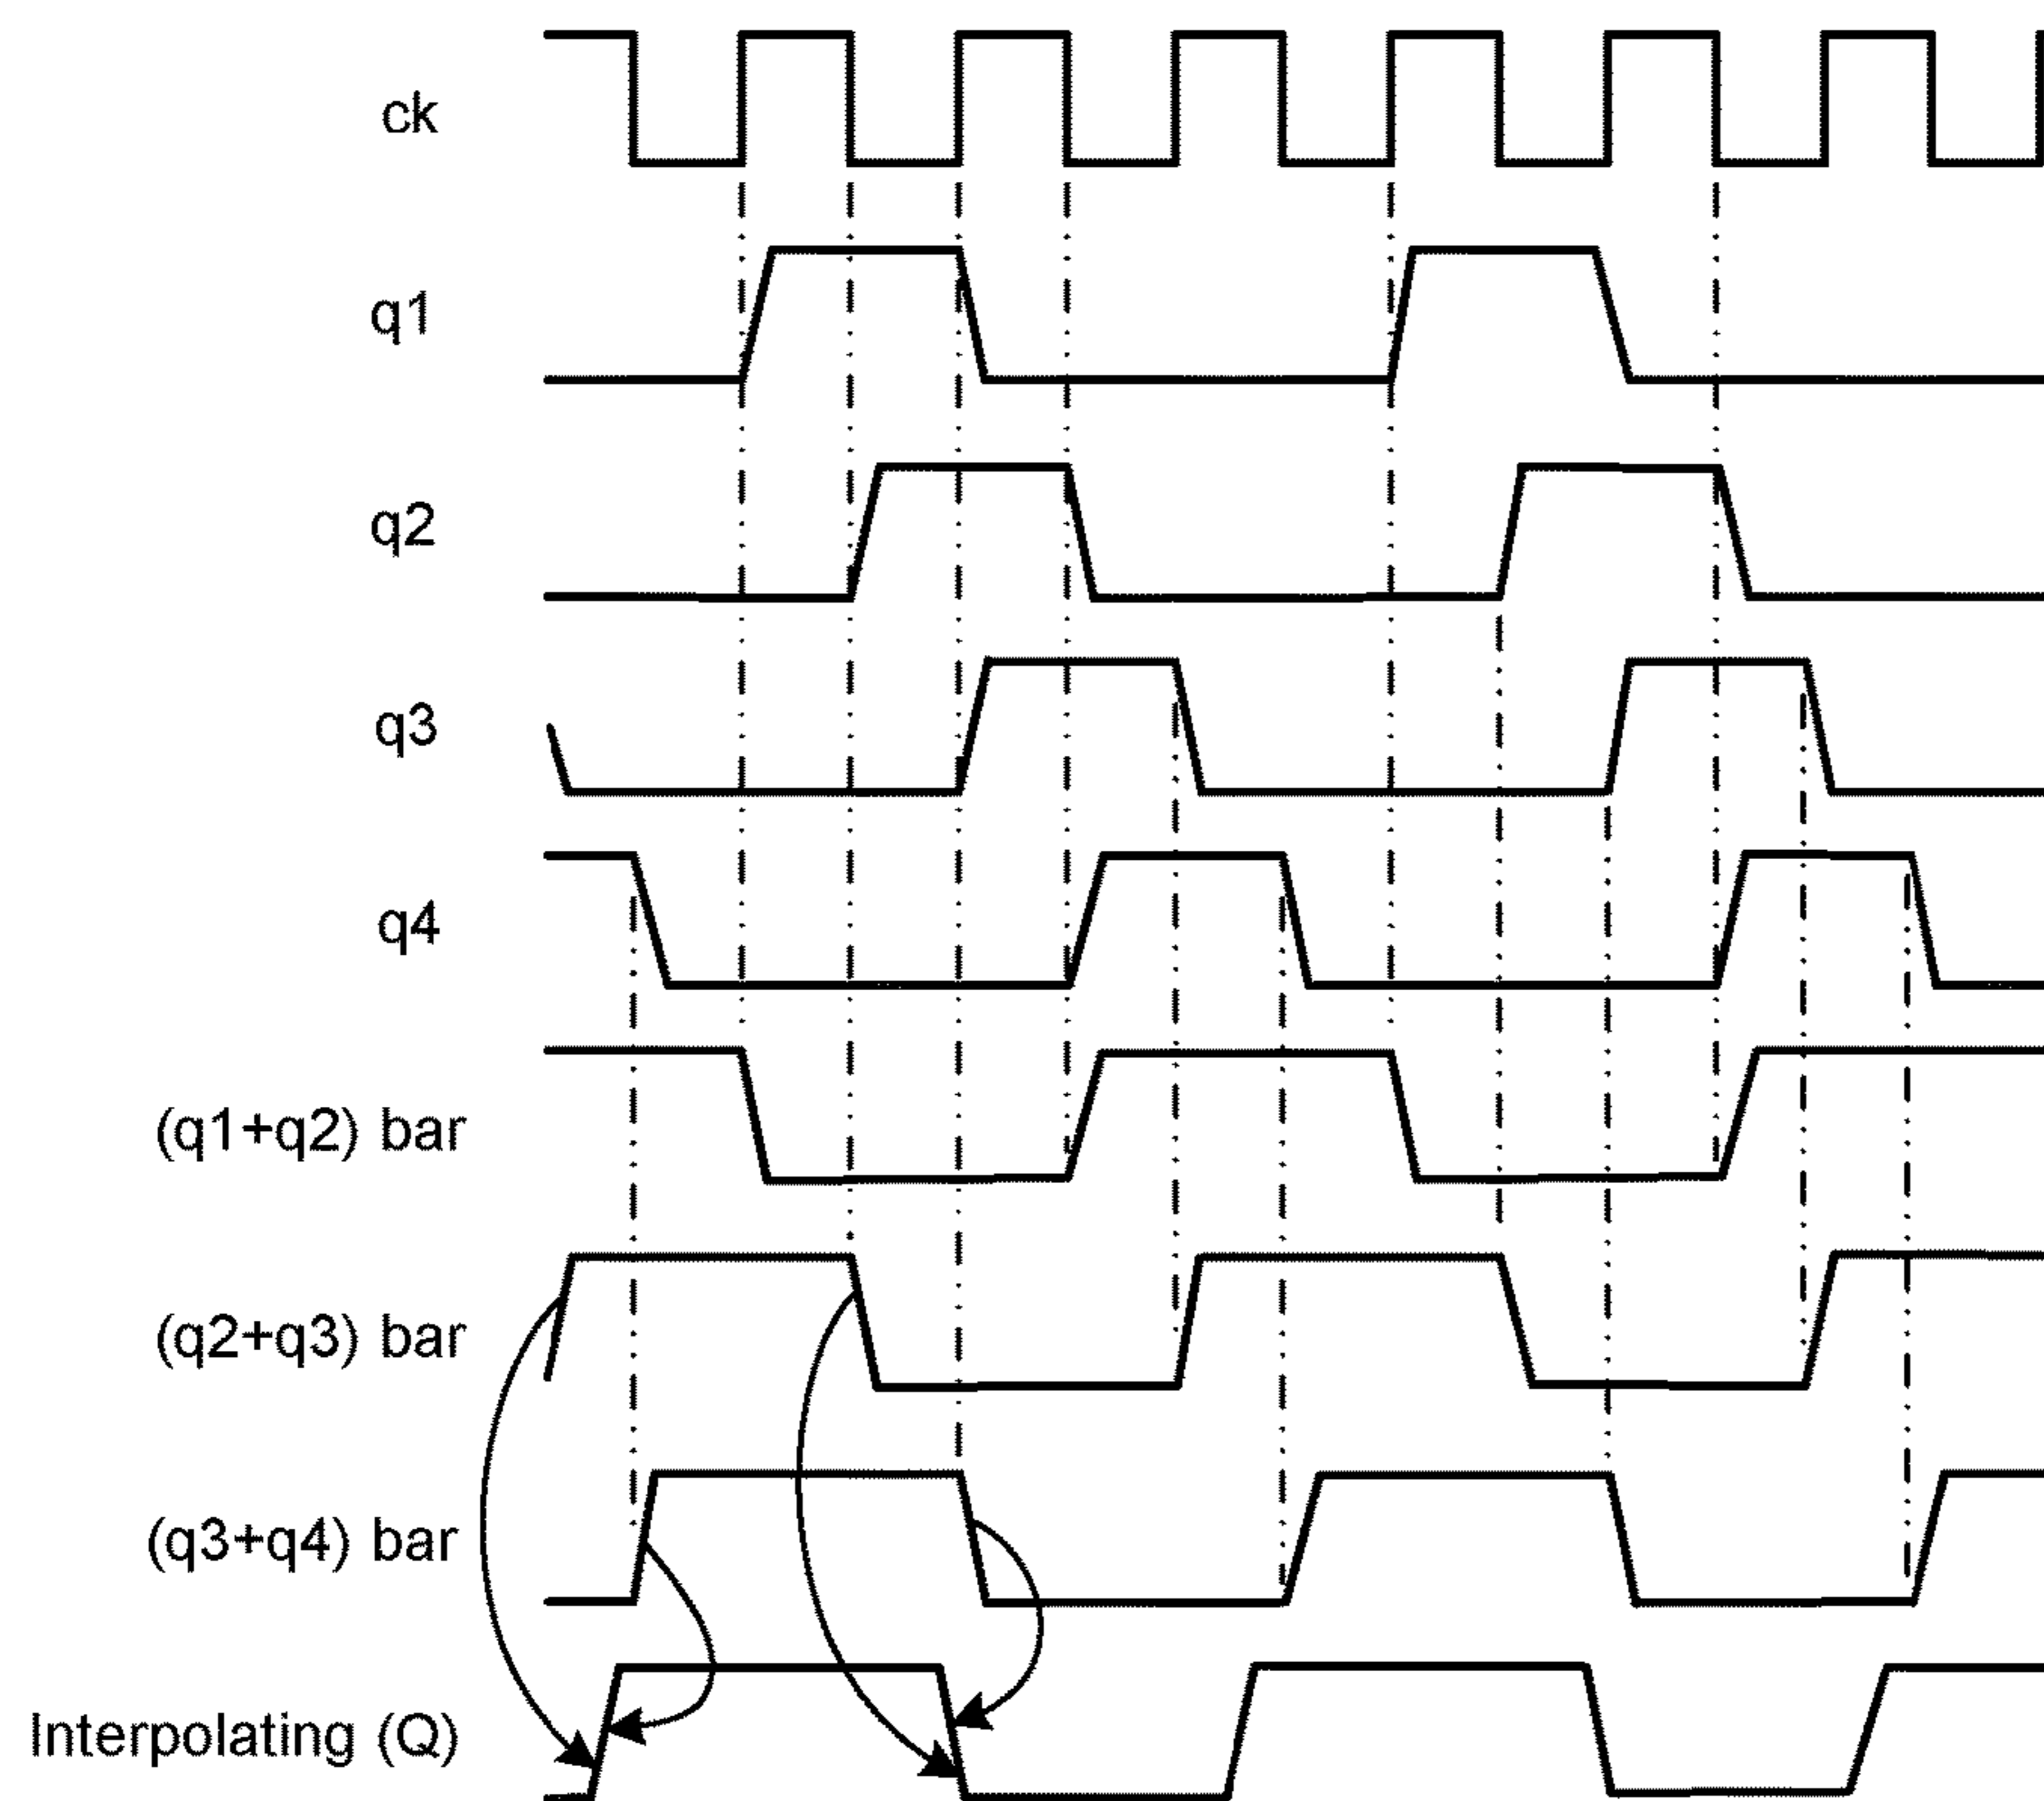 ck
q1
q2
q3
q4
(q1+q2) bar
(q2+q3) bar
(q3+q4) bar
Interpolating (Q)